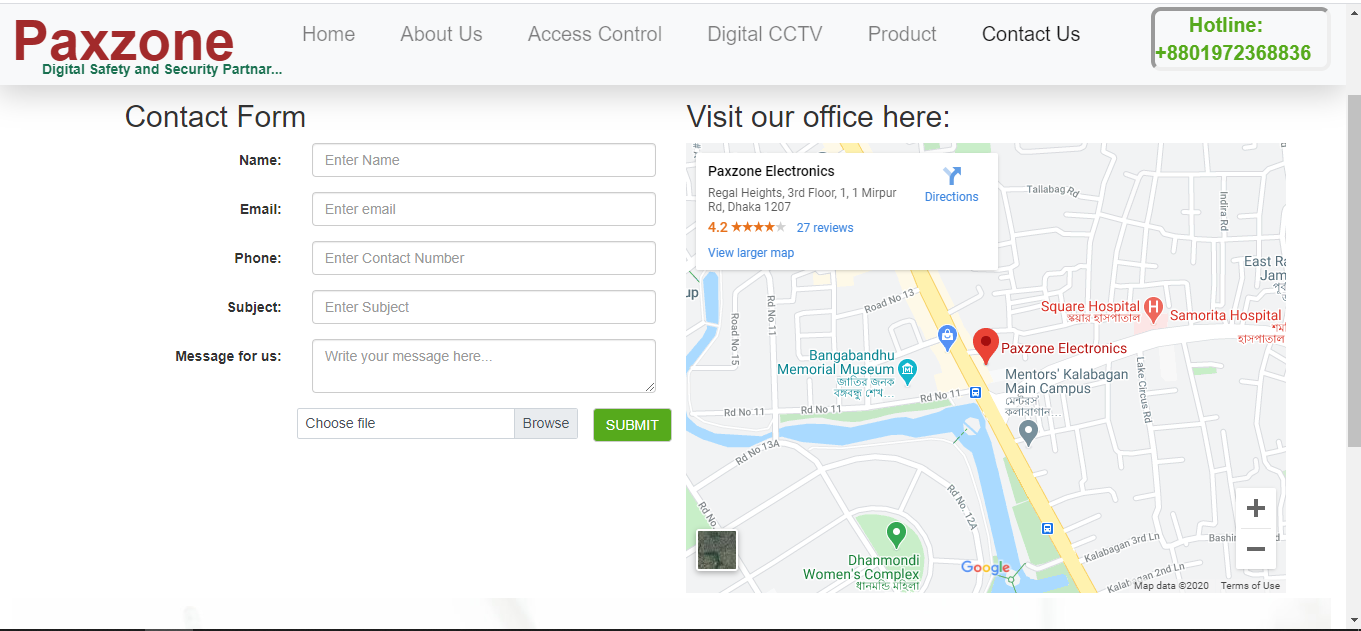 Paxzone
Digital Safety and Security Partnar...
Home
About Us
Access Control
Digital CCTV
Product
Contact Us
Hotline:
+8801972368836
Contact Form
Name:
Enter Name
Email:
Enter email
Phone:
Enter Contact Number
Subject:
Enter Subject
Message for us:
Write your message here...
Choose file
Browse
SUBMIT
Visit our office here:
Paxzone Electronics
Regal Heights, 3rd Floor, 1, 1 Mirpur
Rd, Dhaka 1207
4.2
27 reviews
View larger map
Directions
Tallabag Rd
Indira Rd
East Ra
Jam
up
Road No 13
Rd No.11
Road No 15
Square Hospital
স্কয়ার হাসপাতাল
H
Samorita Hospital
হাসপাতাল
Paxzone Electronics
Bangabandhu
Memorial Museum
জাতির জনক
বঙ্গবন্ধু শেখ...
Mentors' Kalabagan
Main Campus
মেন্টরস'
কলাবাগান...
Lake Circus Rd
Rd No 11
Rd No 11
Rd No.11
Rd No 13A
Rd No. 12A
Rd No.
Dhanmondi
Women's Complex
ধানমন্ডি মহিলা
Kalabagan 3rd Ln
Bashir
2nd Ln
Google
Map data ©2020
Terms of Use